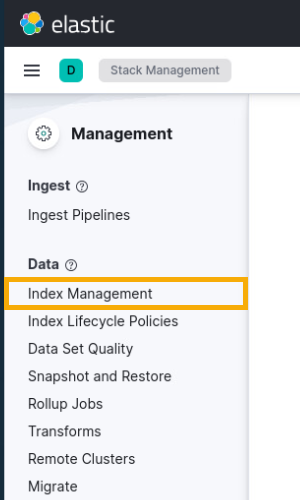 elastic
D
Stack Management
Management
Ingest
Ingest Pipelines
Data
Index Management
Index Lifecycle Policies
Data Set Quality
Snapshot and Restore
Rollup Jobs
Transforms
Remote Clusters
Migrate